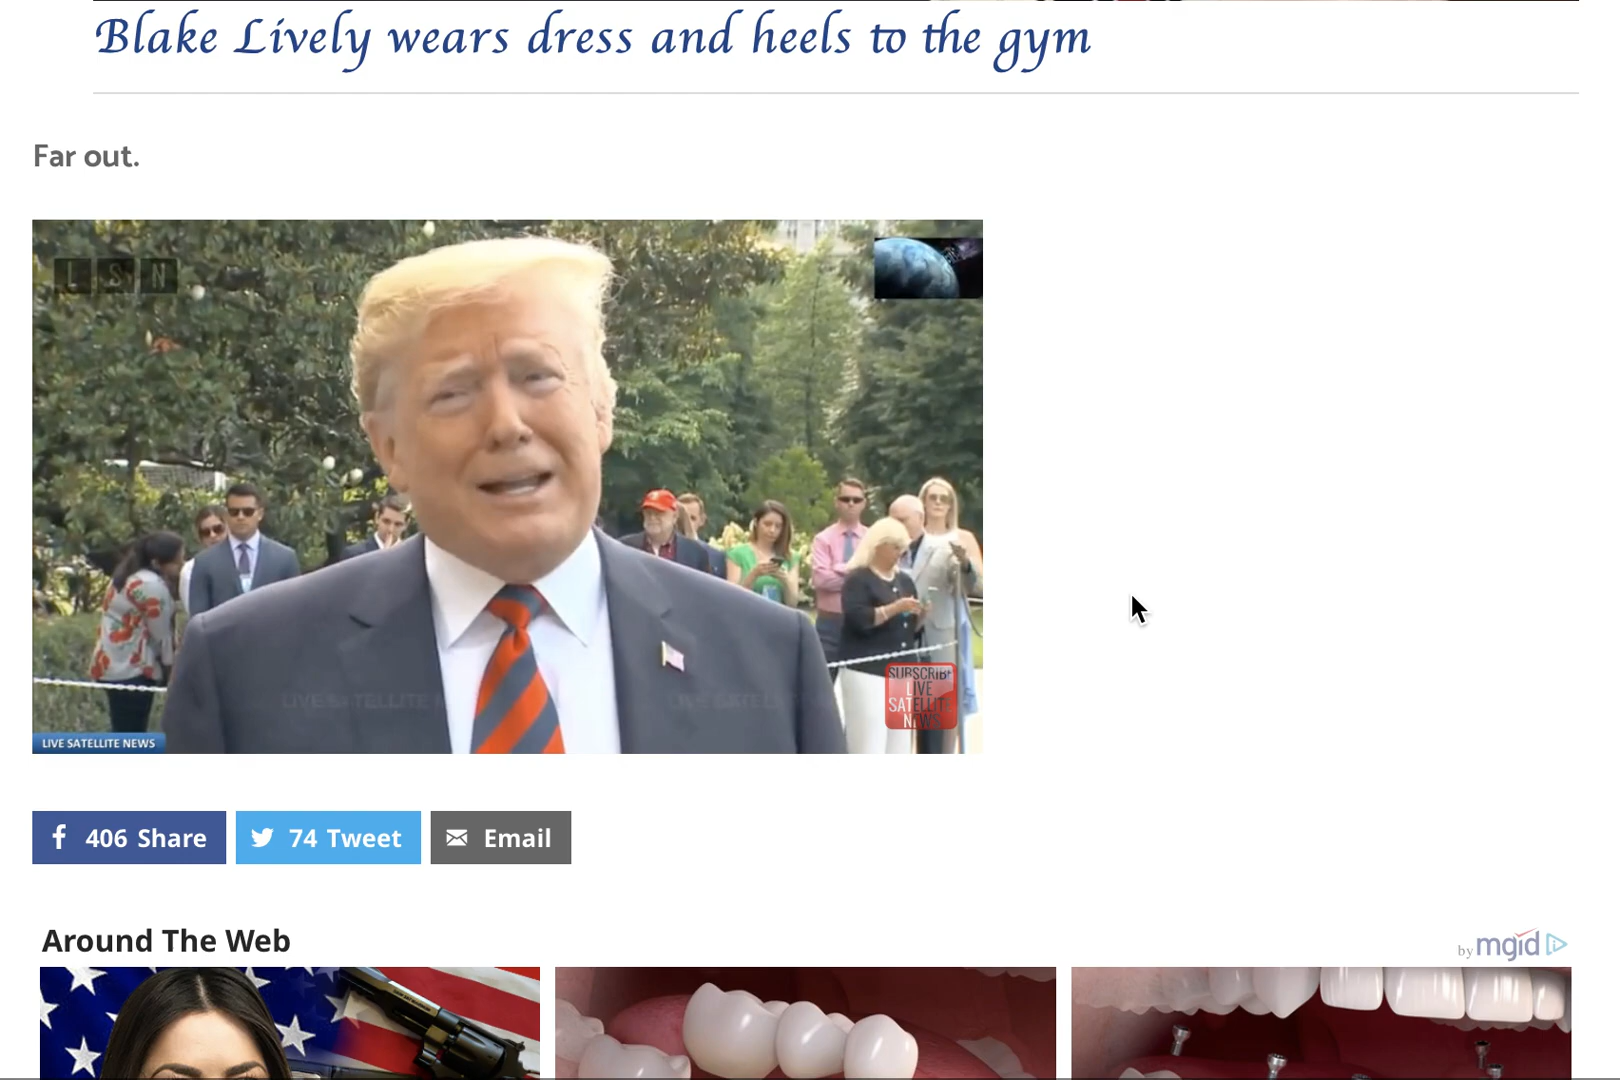 Blake Lively wears dress and heels to the gym
Far out.
LSN
SUBSCRIBE
LIVE
SATELLITE
NEWS
LIVE SATELLITE NEWS
406 Share
74 Tweet
Email
Around The Web
by mgid